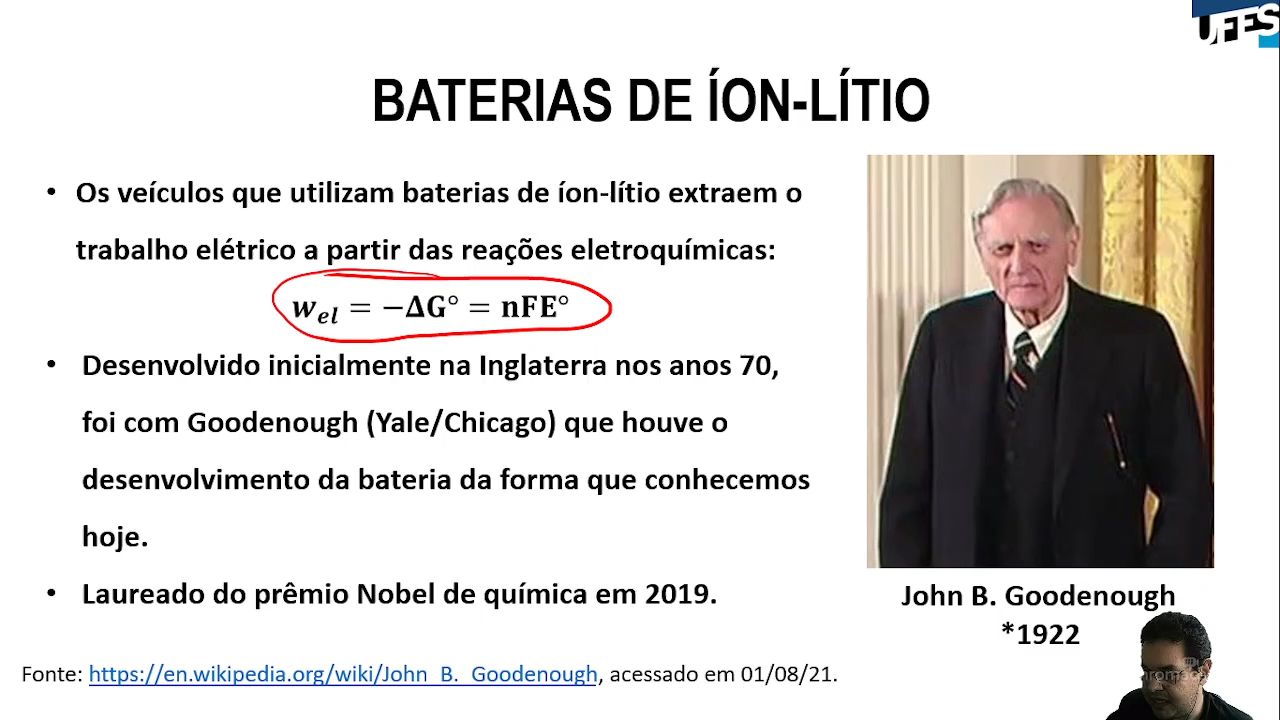 UFES
BATERIAS DE ÍON-LÍTIO
• Os veículos que utilizam baterias de íon-lítio extraem o
trabalho elétrico a partir das reações eletroquímicas:
w_el = −ΔG° = nFE°
• Desenvolvido inicialmente na Inglaterra nos anos 70,
foi com Goodenough (Yale/Chicago) que houve o
desenvolvimento da bateria da forma que conhecemos
hoje.
• Laureado do prêmio Nobel de química em 2019.
John B. Goodenough
*1922
Fonte: https://en.wikipedia.org/wiki/John_B._Goodenough, acessado em 01/08/21.